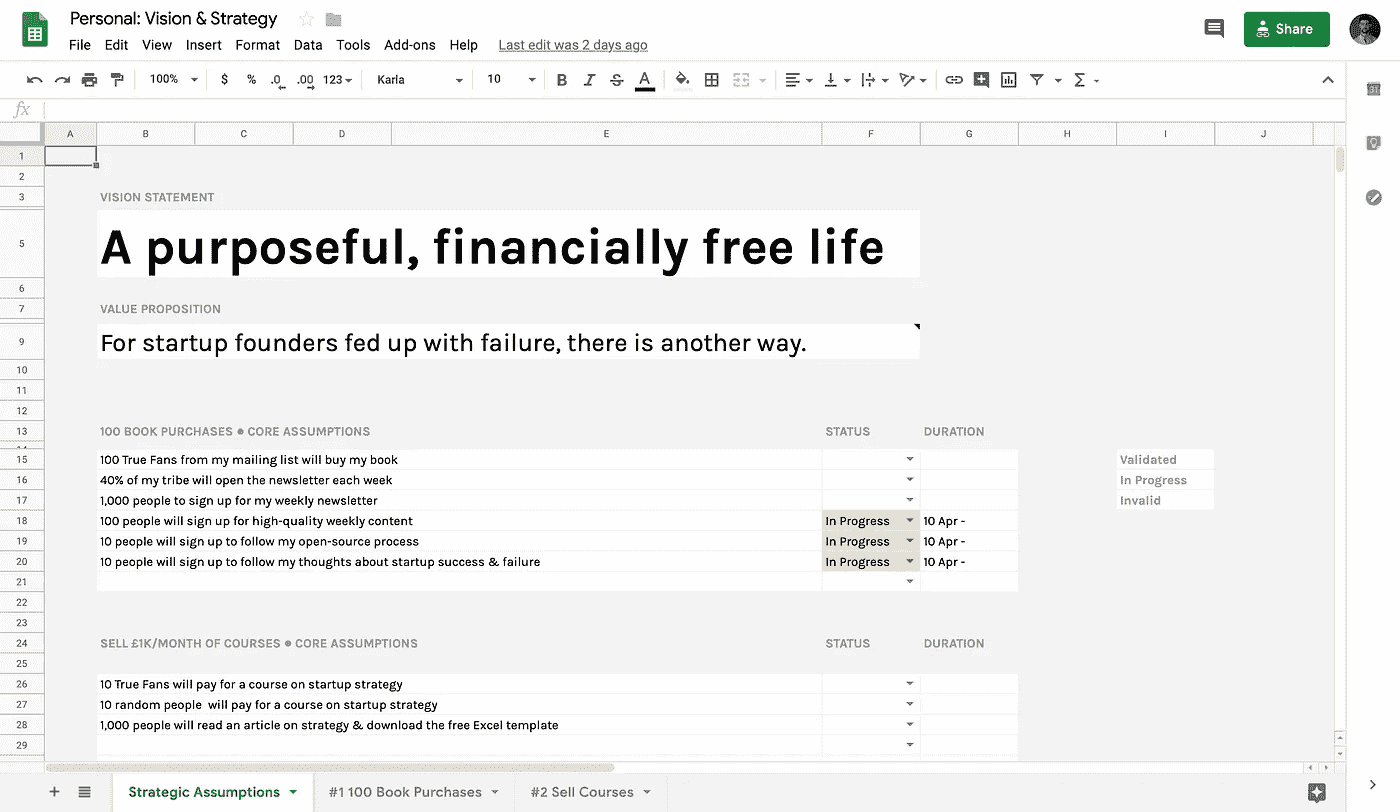 Personal: Vision & Strategy
File Edit View Insert Format Data Tools Add-ons Help Last edit was 2 days ago
Share
100% $ % .0 .00 123 Karla 10 B I S A
31
fx
A B C D E F G H I J
1
2
3 VISION STATEMENT
5 A purposeful, financially free life
6
7 VALUE PROPOSITION
9 For startup founders fed up with failure, there is another way.
10
11
12
13 100 BOOK PURCHASES ● CORE ASSUMPTIONS STATUS DURATION
15 100 True Fans from my mailing list will buy my book Validated
16 40% of my tribe will open the newsletter each week In Progress
17 1,000 people to sign up for my weekly newsletter Invalid
18 100 people will sign up for high-quality weekly content In Progress 10 Apr -
19 10 people will sign up to follow my open-source process In Progress 10 Apr -
20 10 people will sign up to follow my thoughts about startup success & failure In Progress 10 Apr -
21
22
23
24 SELL £1K/MONTH OF COURSES ● CORE ASSUMPTIONS STATUS DURATION
25
26 10 True Fans will pay for a course on startup strategy
27 10 random people  will pay for a course on startup strategy
28 1,000 people will read an article on strategy & download the free Excel template
29
Strategic Assumptions #1 100 Book Purchases #2 Sell Courses